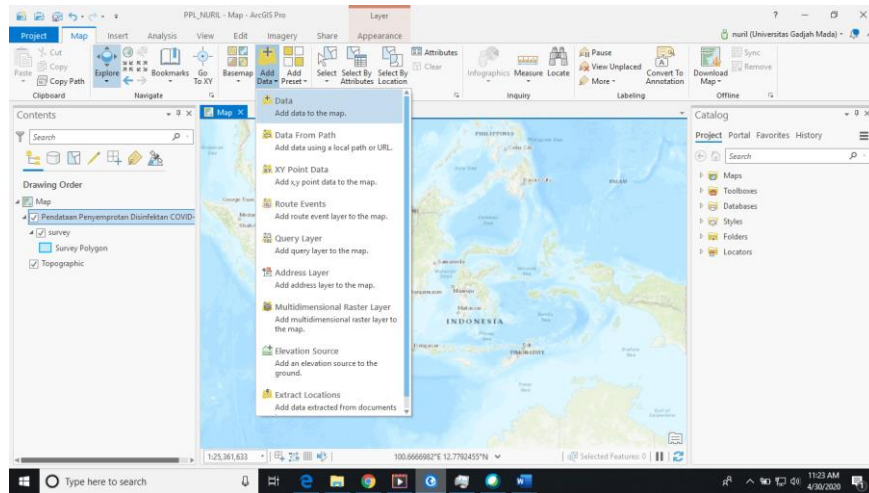 PPL_NURIL - Map - ArcGIS Pro
Layer
Project Map Insert Analysis View Edit Imagery Share Appearance
nuril (Universitas Gadjah Mada)
Cut
Copy
Copy Path
Paste
Explore
Bookmarks
Go To XY
Basemap
Add Data
Add Preset
Select
Select By Attributes
Select By Location
Attributes
Clear
Infographics
Measure
Locate
Pause
View Unplaced
More
Convert To Annotation
Download Map
Sync
Remove
Clipboard
Navigate
Inquiry
Labeling
Offline
Contents
Search
Drawing Order
Map
Pendataan Penyemprotan Disinfektan COVID-
survey
Survey Polygon
Topographic
Map
Data
Add data to the map.
Data From Path
Add data using a local path or URL.
XY Point Data
Add x,y point data to the map.
Route Events
Add route event layer to the map.
Query Layer
Add query layer to the map.
Address Layer
Add address layer to the map.
Multidimensional Raster Layer
Add multidimensional raster layer to
the map.
Elevation Source
Add an elevation source to the
ground.
Extract Locations
Add data extracted from documents
PHILIPPINES
PALAU
INDONESIA
TIMOR-LESTE
1:25,361,633
100.6666982°E 12.7792455°N
Selected Features: 0
Catalog
Project Portal Favorites History
Search
Maps
Toolboxes
Databases
Styles
Folders
Locators
Type here to search
11:23 AM
4/30/2020